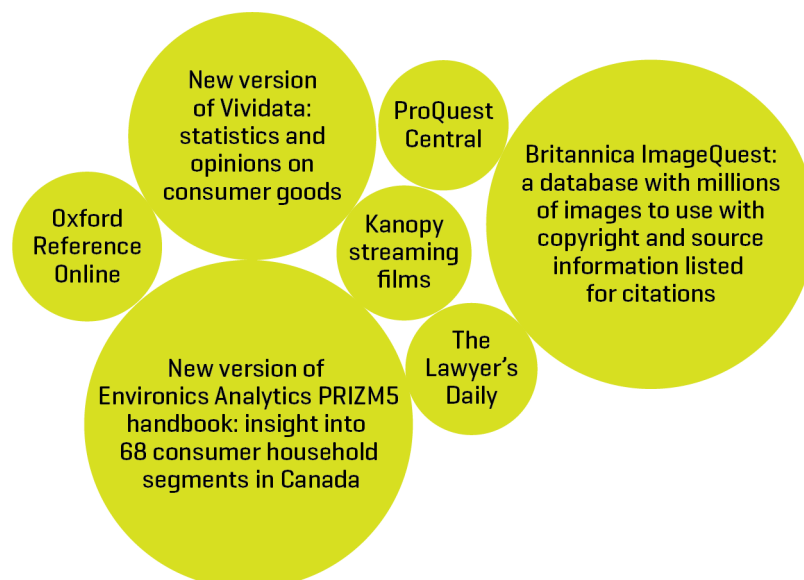 New version
of Vividata:
statistics and
opinions on
consumer goods
ProQuest
Central
Britannica ImageQuest:
a database with millions
of images to use with
copyright and source
information listed
for citations
Oxford
Reference
Online
Kanopy
streaming
films
The
Lawyer’s
Daily
New version of
Environics Analytics PRIZM5
handbook: insight into
68 consumer household
segments in Canada